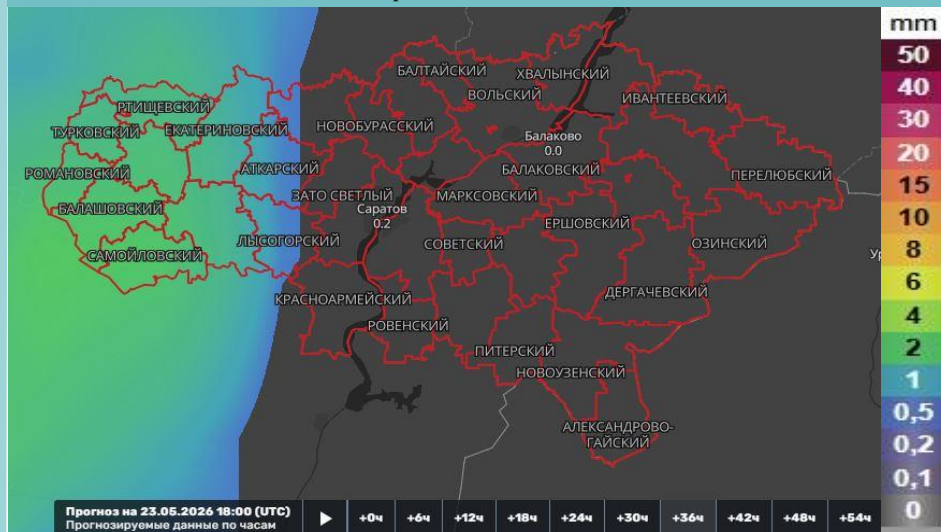 mm
50
40
30
20
15
10
8
6
4
2
1
0,5
0,2
0,1
0
БАЛТАЙСКИЙ
ХВАЛЫНСКИЙ
ВОЛЬСКИЙ
ИВАНТЕЕВСКИЙ
РТИЩЕВСКИЙ
ТУРКОВСКИЙ
ЕКАТЕРИНОВСКИЙ
НОВОБУРАССКИЙ
Балаково
0.0
РОМАНОВСКИЙ
АТКАРСКИЙ
БАЛАКОВСКИЙ
ПЕРЕЛЮБСКИЙ
ЗАТО СВЕТЛЫЙ
МАРКСОВСКИЙ
БАЛАШОВСКИЙ
Саратов
0.2
ЕРШОВСКИЙ
ЛЫСОГОРСКИЙ
СОВЕТСКИЙ
ОЗИНСКИЙ
САМОЙЛОВСКИЙ
Ур
ДЕРГАЧЕВСКИЙ
КРАСНОАРМЕЙСКИЙ
РОВЕНСКИЙ
ПИТЕРСКИЙ
НОВОУЗЕНСКИЙ
АЛЕКСАНДРОВО-
ГАЙСКИЙ
Прогноз на 23.05.2026 18:00 (UTC)
Прогнозируемые данные по часам
+0ч +6ч +12ч +18ч +24ч +30ч +36ч +42ч +48ч +54ч